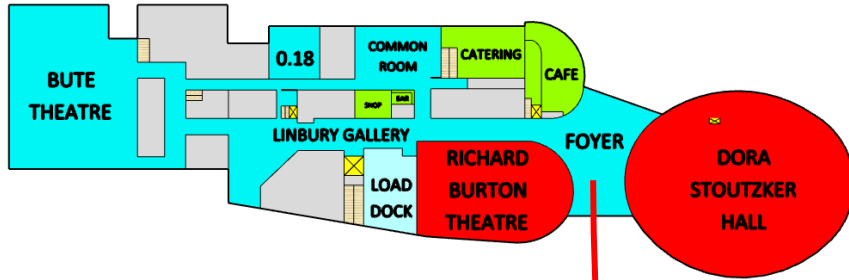 BUTE
THEATRE
0.18
COMMON
ROOM
CATERING
CAFE
SHOP
BAR
LINBURY GALLERY
FOYER
LOAD
DOCK
RICHARD
BURTON
THEATRE
DORA
STOUTZKER
HALL